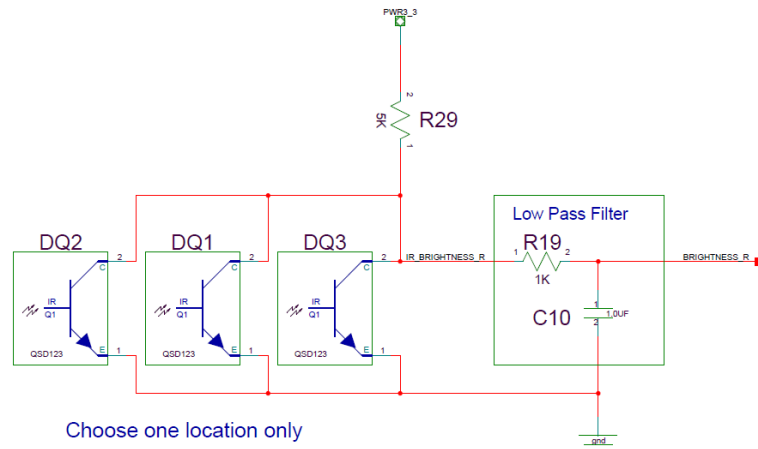 PWR3_3
2
5K
R29
1
Low Pass Filter
DQ2
DQ1
DQ3
R19
2
C
2
C
2
C
IR_BRIGHTNESS_R
1
2
BRIGHTNESS_R
1K
IR
Q1
IR
Q1
IR
Q1
C10
1
1.0UF
2
QSD123
E
1
QSD123
E
1
QSD123
E
1
Choose one location only
gnd